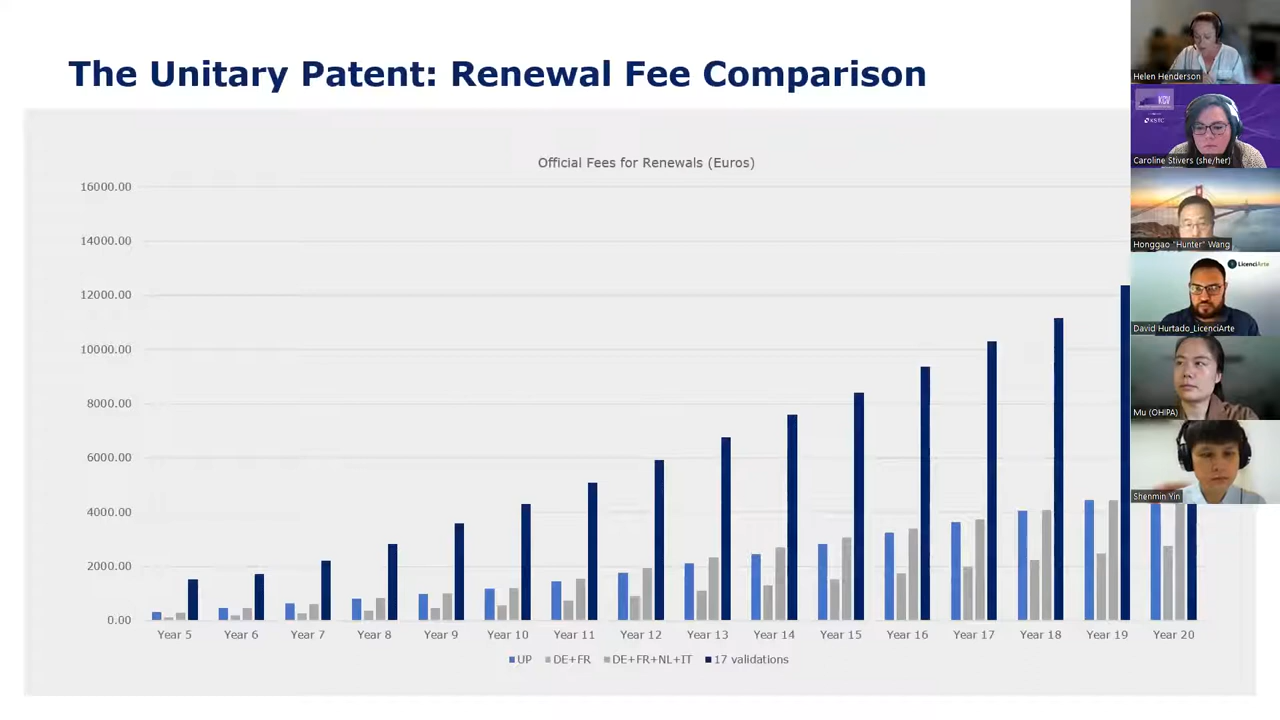 The Unitary Patent: Renewal Fee Comparison
Official Fees for Renewals (Euros)
16000.00
14000.00
12000.00
10000.00
8000.00
6000.00
4000.00
2000.00
0.00
Year 5 Year 6 Year 7 Year 8 Year 9 Year 10 Year 11 Year 12 Year 13 Year 14 Year 15 Year 16 Year 17 Year 18 Year 19 Year 20
UP DE+FR DE+FR+NL+IT 17 validations
Helen Henderson
KCV
KSTC
Caroline Stivers (she/her)
Honggao "Hunter" Wang
LicenciArte
David Hurtado_LicenciArte
Mu (OHIPA)
Shenmin Yin